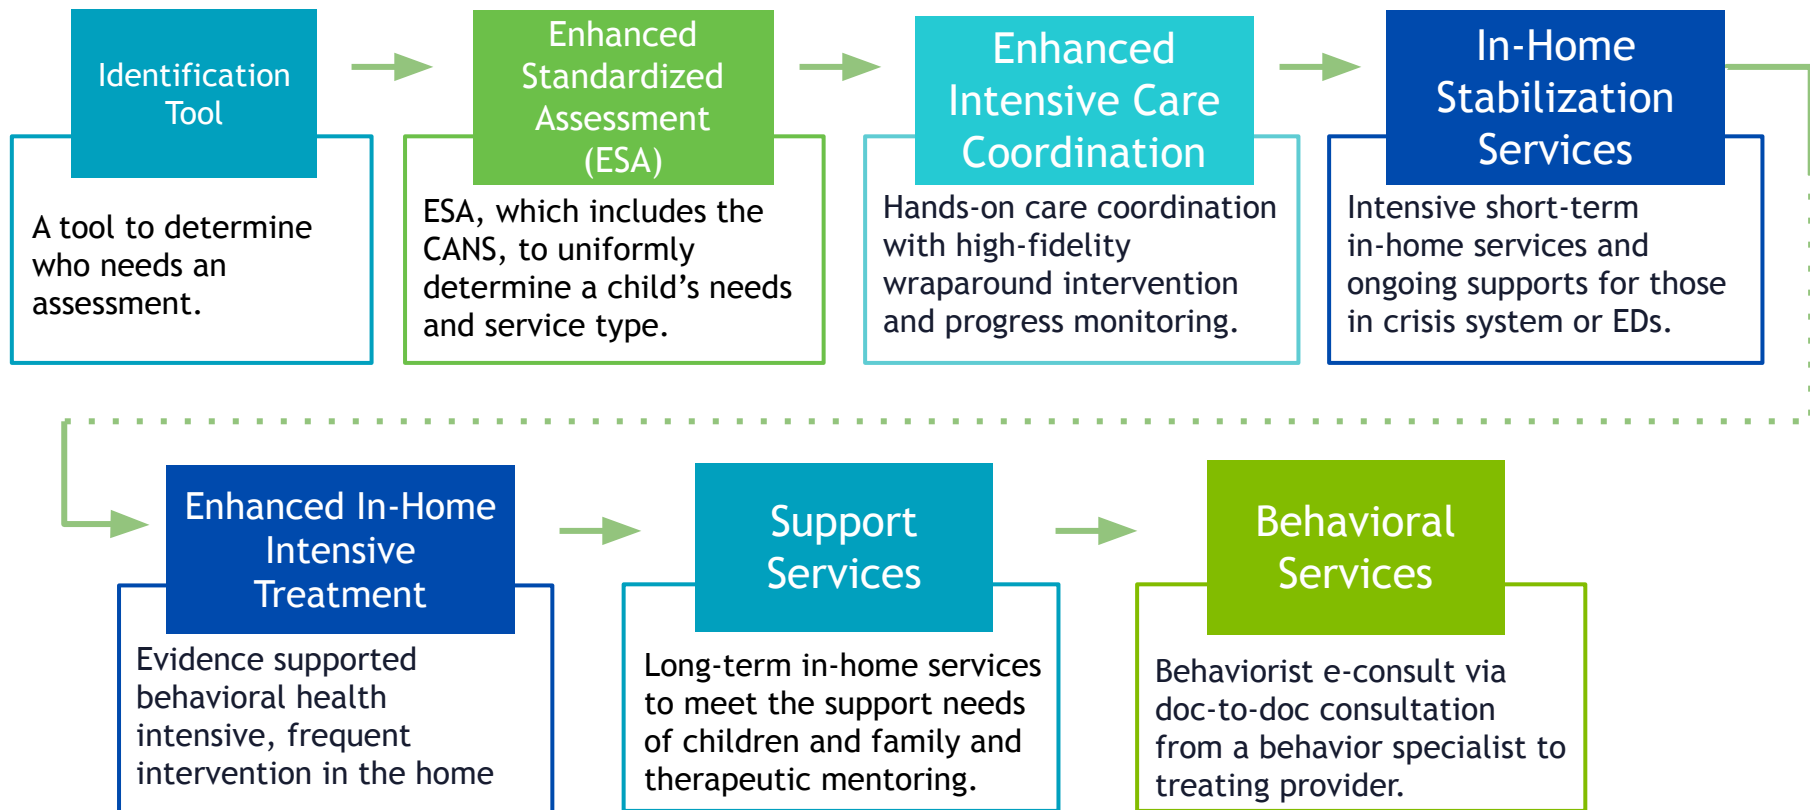 Identification
Tool
A tool to determine
who needs an
assessment.
Enhanced
Standardized
Assessment
(ESA)
ESA, which includes the
CANS, to uniformly
determine a child’s needs
and service type.
Enhanced
Intensive Care
Coordination
Hands-on care coordination
with high-fidelity
wraparound intervention
and progress monitoring.
In-Home
Stabilization
Services
Intensive short-term
in-home services and
ongoing supports for those
in crisis system or EDs.
Enhanced In-Home
Intensive
Treatment
Evidence supported
behavioral health
intensive, frequent
intervention in the home
Support
Services
Long-term in-home services
to meet the support needs
of children and family and
therapeutic mentoring.
Behavioral
Services
Behaviorist e-consult via
doc-to-doc consultation
from a behavior specialist to
treating provider.